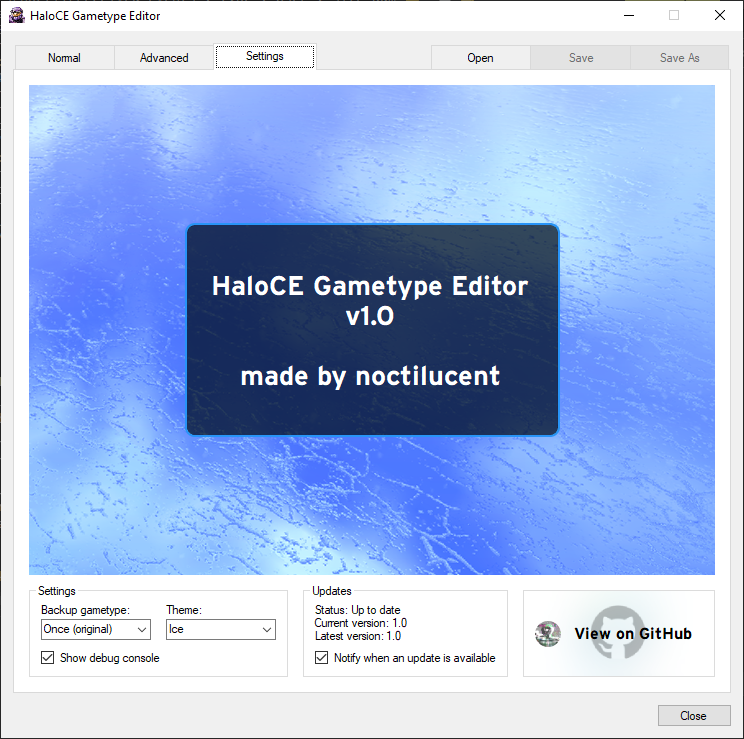 HaloCE Gametype Editor
Normal
Advanced
Settings
Open
Save
Save As
HaloCE Gametype Editor
v1.0
made by noctilucent
Settings
Backup gametype:
Theme:
Once (original)
Ice
Show debug console
Updates
Status: Up to date
Current version: 1.0
Latest version: 1.0
Notify when an update is available
View on GitHub
Close